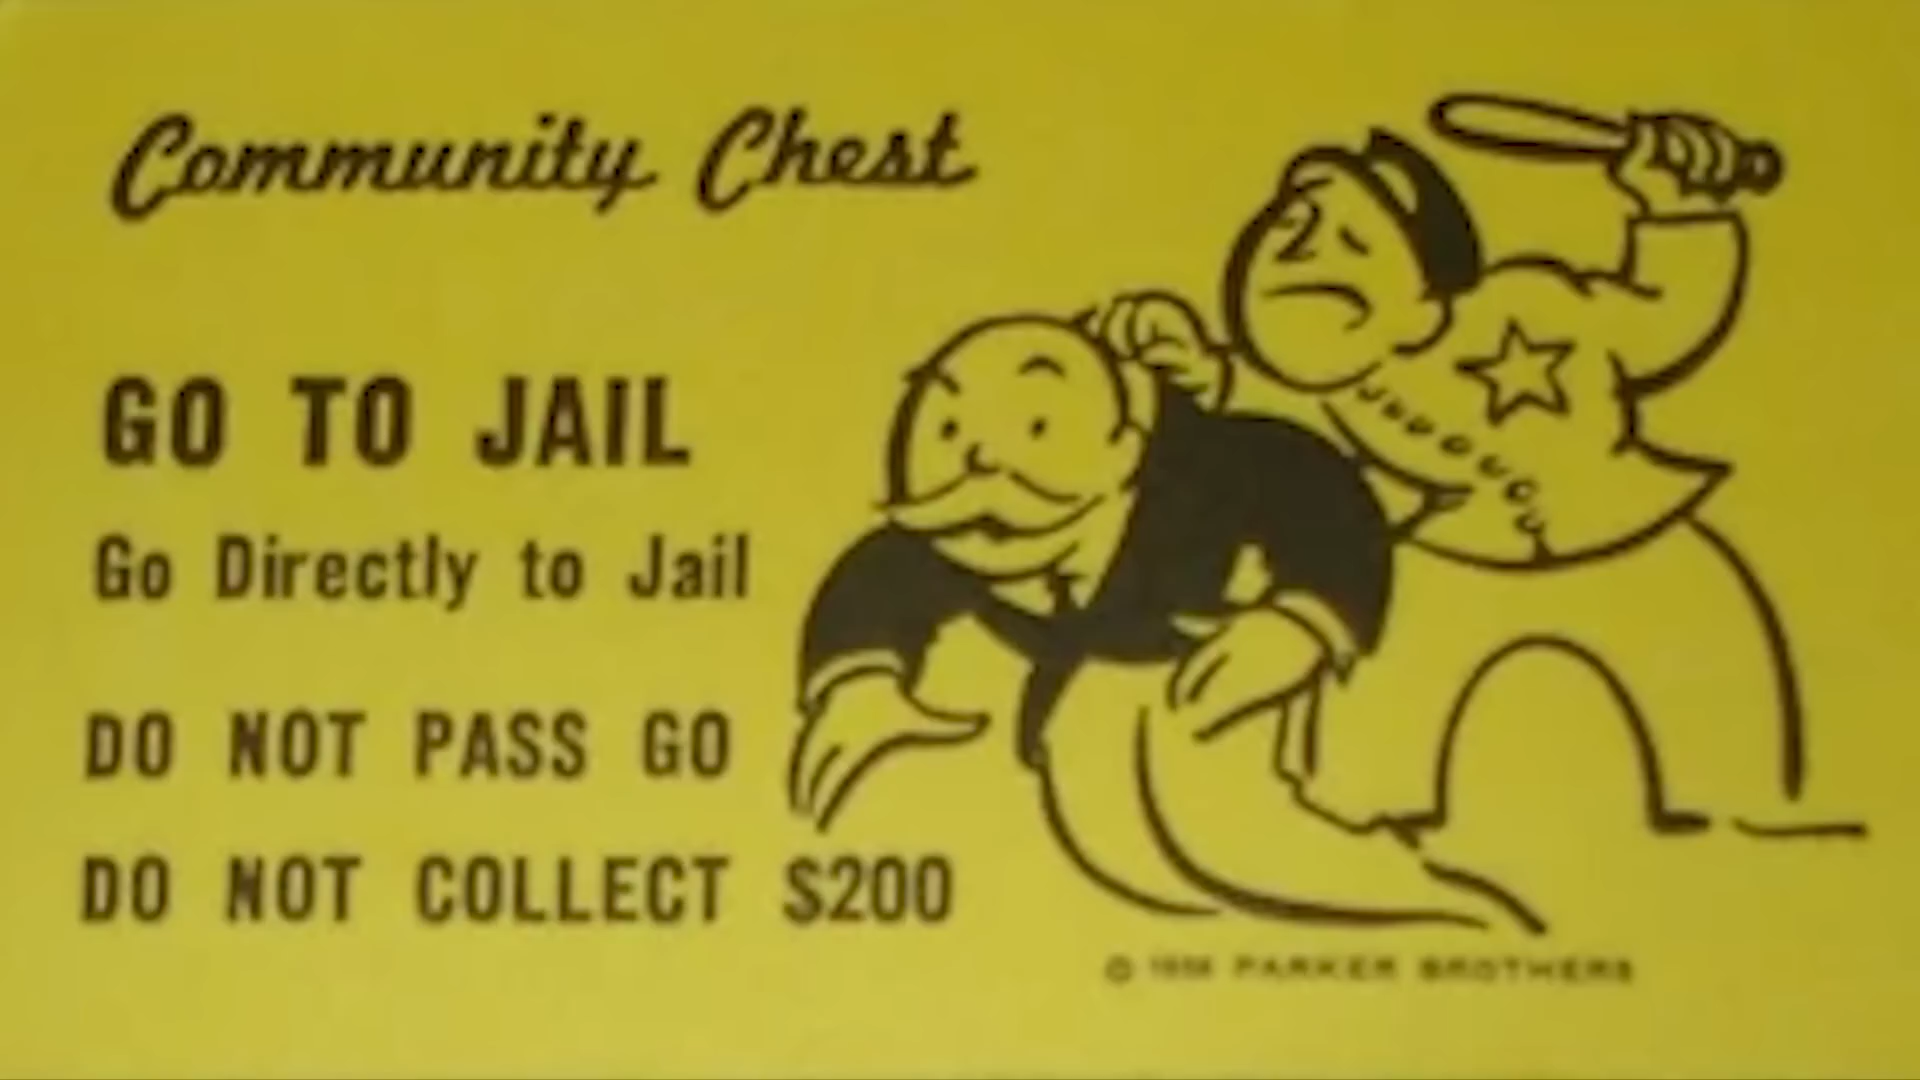 Community Chest
GO TO JAIL
Go Directly to Jail
DO NOT PASS GO
DO NOT COLLECT $200
© PARKER BROTHERS